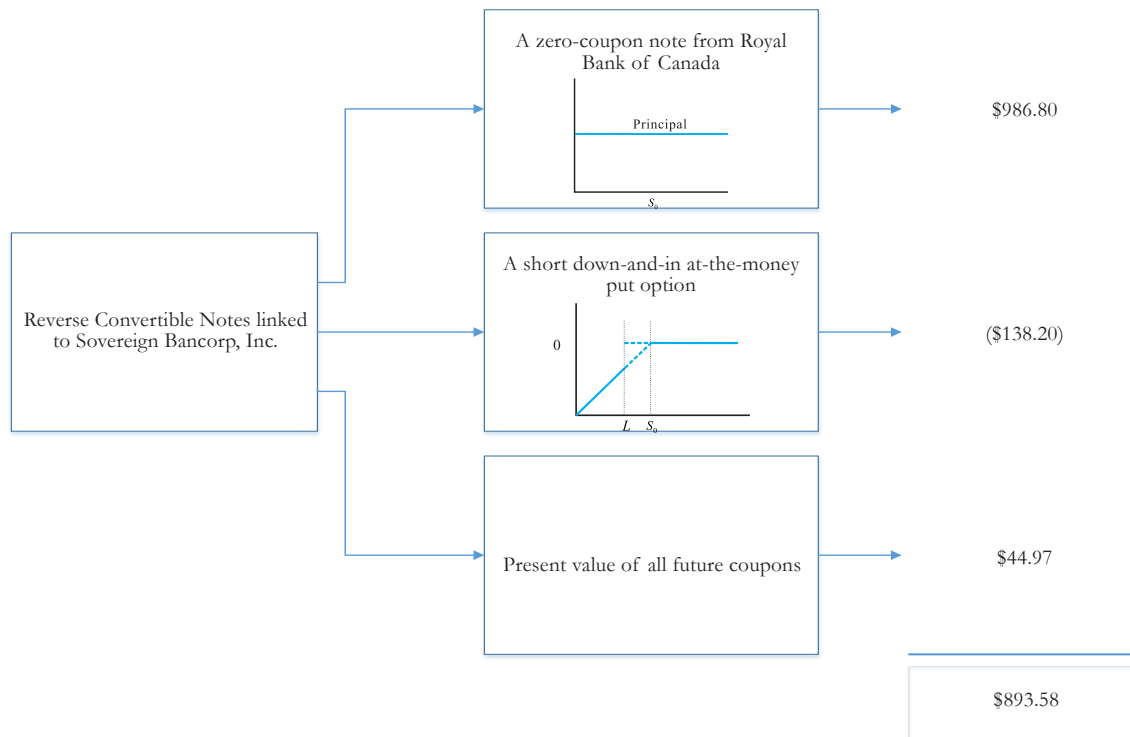 A zero-coupon note from Royal
Bank of Canada
Principal
S₀
$986.80
Reverse Convertible Notes linked
to Sovereign Bancorp, Inc.
A short down-and-in at-the-money
put option
0
L S₀
($138.20)
Present value of all future coupons
$44.97
$893.58